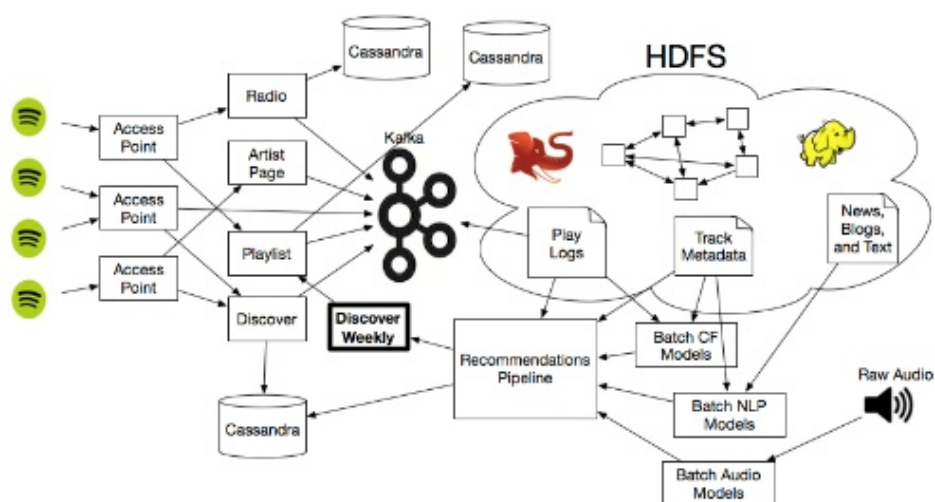 Cassandra
Cassandra
HDFS
Radio
Access
Point
Kafka
Artist
Page
Access
Point
Playlist
Play
Logs
Track
Metadata
News,
Blogs,
and Text
Access
Point
Discover
Discover
Weekly
Recommendations
Pipeline
Batch CF
Models
Raw Audio
Batch NLP
Models
Cassandra
Batch Audio
Models